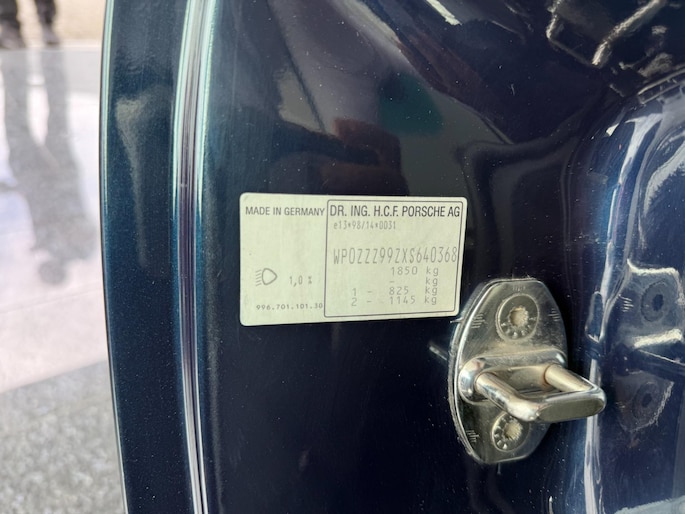 MADE IN GERMANY
1,0 %
996.701.101.30
DR. ING. H.C.F. PORSCHE AG
e13*98/14*0031
WP0ZZZ99ZXS640368
1850 kg
- kg
1 - 825 kg
2 - 1145 kg